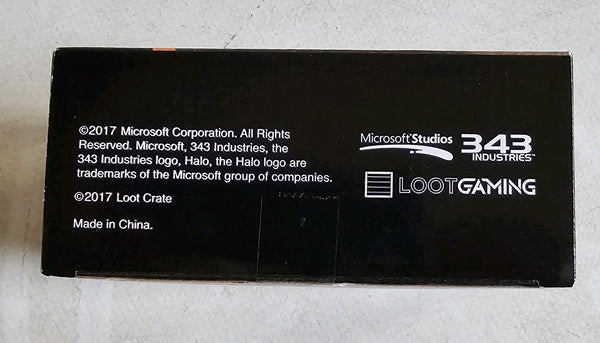 ©2017 Microsoft Corporation. All Rights
Reserved. Microsoft, 343 Industries, the
343 Industries logo, Halo, the Halo logo are
trademarks of the Microsoft group of companies.
©2017 Loot Crate
Made in China.
Microsoft® Studios
343
INDUSTRIES™
LOOTGAMING